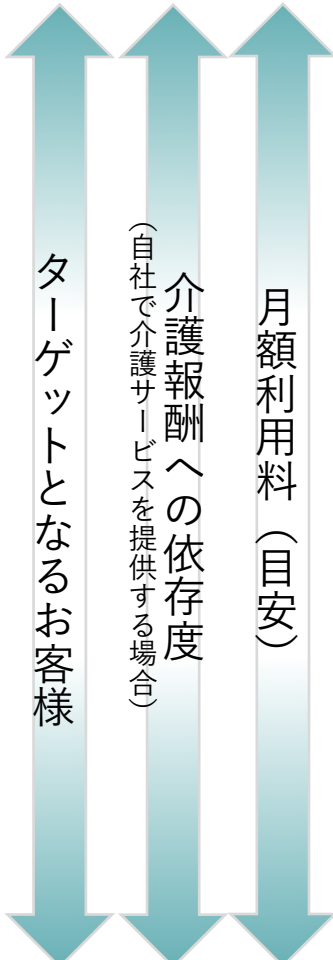 月額利用料（目安）
介護報酬への依存度
（自社で介護サービスを提供する場合）
ターゲットとなるお客様